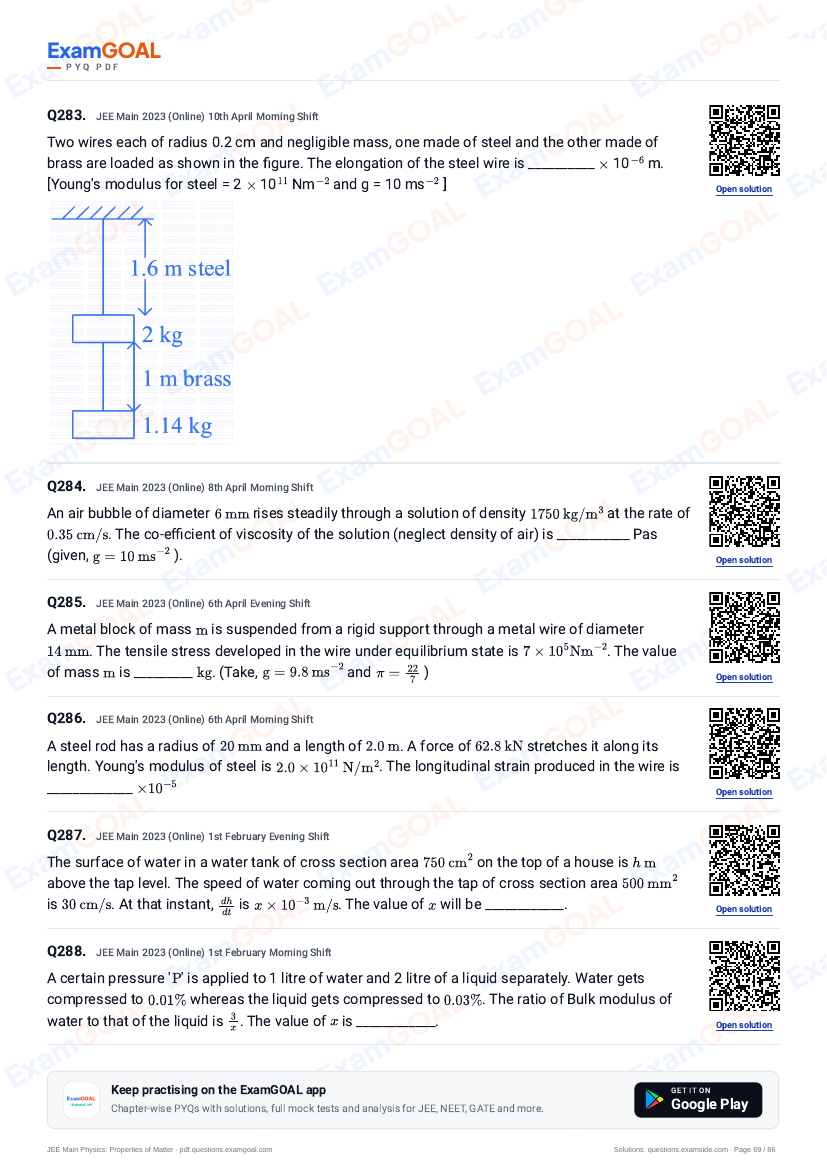 ExamGOAL
PYQ PDF
Q283. JEE Main 2023 (Online) 10th April Morning Shift
Two wires each of radius 0.2 cm and negligible mass, one made of steel and the other made of
brass are loaded as shown in the figure. The elongation of the steel wire is __________ × 10⁻⁶ m.
[Young's modulus for steel = 2 × 10¹¹ Nm⁻² and g = 10 ms⁻² ]
Open solution
1.6 m steel
2 kg
1 m brass
1.14 kg
Q284. JEE Main 2023 (Online) 8th April Morning Shift
An air bubble of diameter 6 mm rises steadily through a solution of density 1750 kg/m³ at the rate of
0.35 cm/s. The co-efficient of viscosity of the solution (neglect density of air) is ___________ Pas
(given, g = 10 ms⁻² ).
Open solution
Q285. JEE Main 2023 (Online) 6th April Evening Shift
A metal block of mass m is suspended from a rigid support through a metal wire of diameter
14 mm. The tensile stress developed in the wire under equilibrium state is 7 × 10⁵Nm⁻². The value
of mass m is _________ kg. (Take, g = 9.8 ms⁻² and π = 22/7 )
Open solution
Q286. JEE Main 2023 (Online) 6th April Morning Shift
A steel rod has a radius of 20 mm and a length of 2.0 m. A force of 62.8 kN stretches it along its
length. Young's modulus of steel is 2.0 × 10¹¹ N/m². The longitudinal strain produced in the wire is
_____________ ×10⁻⁵
Open solution
Q287. JEE Main 2023 (Online) 1st February Evening Shift
The surface of water in a water tank of cross section area 750 cm² on the top of a house is h m
above the tap level. The speed of water coming out through the tap of cross section area 500 mm²
is 30 cm/s. At that instant, dh/dt is x × 10⁻³ m/s. The value of x will be ____________.
Open solution
Q288. JEE Main 2023 (Online) 1st February Morning Shift
A certain pressure 'P' is applied to 1 litre of water and 2 litre of a liquid separately. Water gets
compressed to 0.01% whereas the liquid gets compressed to 0.03%. The ratio of Bulk modulus of
water to that of the liquid is 3/x. The value of x is ____________.
Open solution
ExamGOAL
Keep practising on the ExamGOAL app
Chapter-wise PYQs with solutions, full mock tests and analysis for JEE, NEET, GATE and more.
GET IT ON
Google Play
JEE Main Physics: Properties of Matter · pdf.questions.examgoal.com
Solutions: questions.examside.com · Page 69 / 86